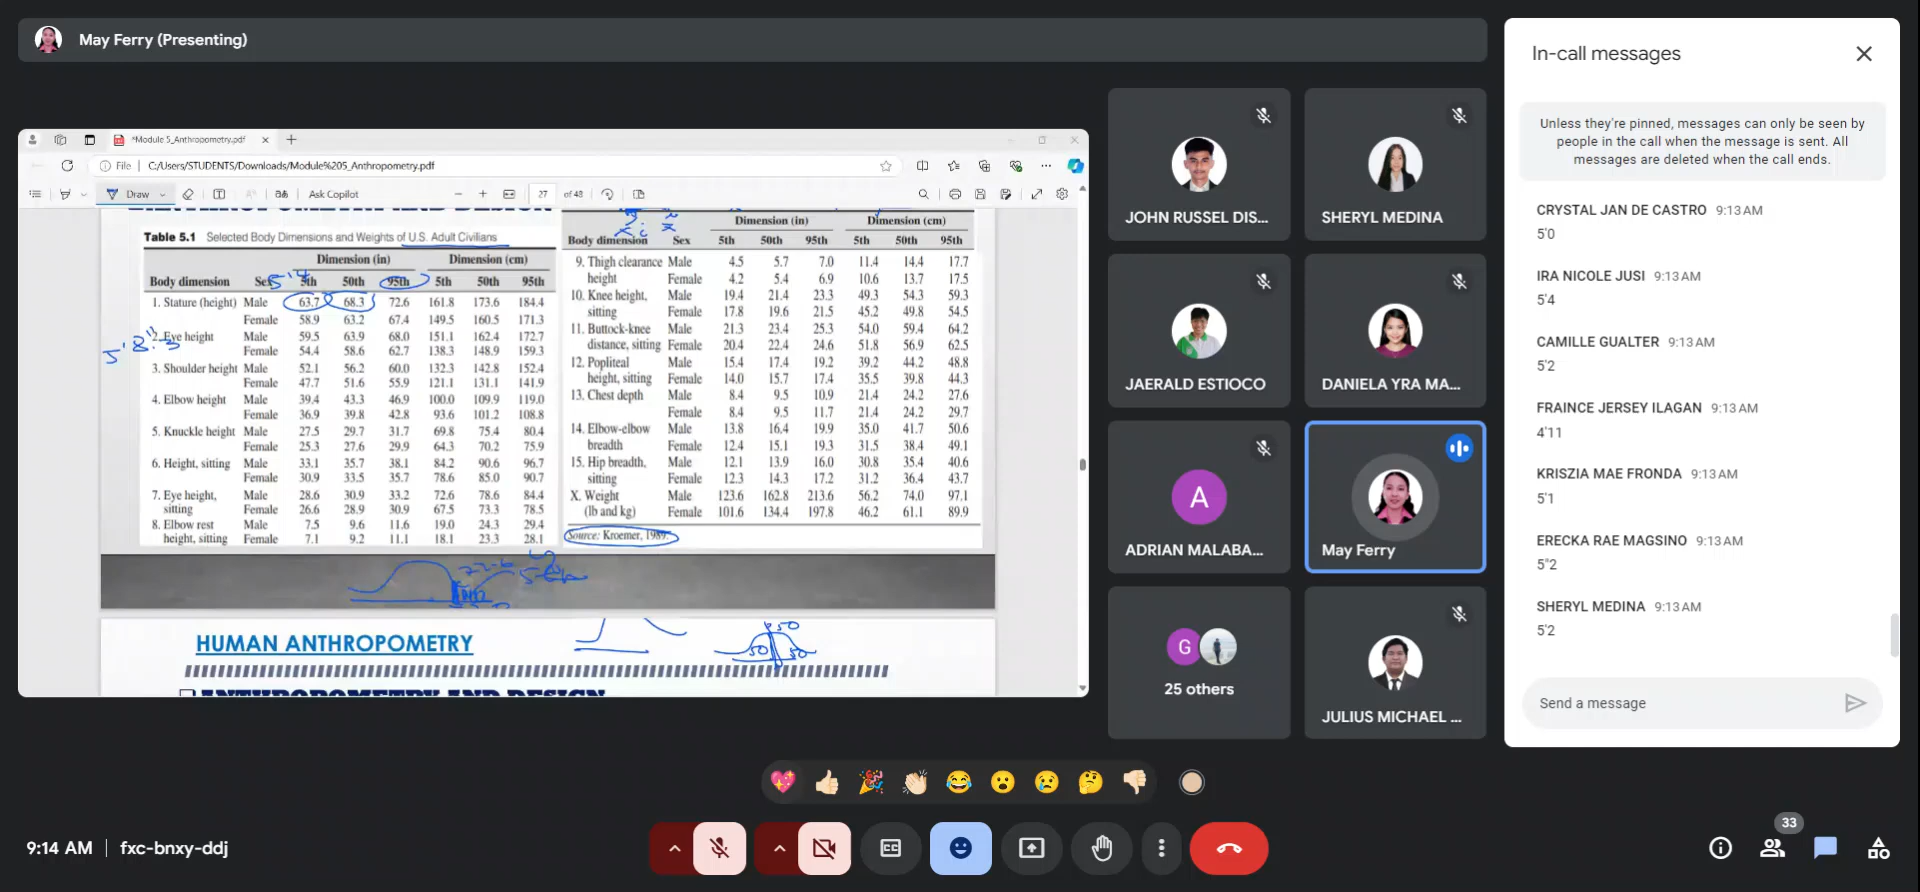 May Ferry (Presenting)
*Module 5_Anthropometry.pdf
File | C:/Users/STUDENTS/Downloads/Module%205_Anthropometry.pdf
Draw
Ask Copilot
27 of 48
ANTHROPOMETRY AND DESIGN
Table 5.1 Selected Body Dimensions and Weights of U.S. Adult Civilians
Dimension (in) Dimension (cm)
Body dimension Sex 5th 50th 95th 5th 50th 95th
5'4
1. Stature (height) Male 63.7 68.3 72.6 161.8 173.6 184.4
Female 58.9 63.2 67.4 149.5 160.5 171.3
2. Eye height Male 59.5 63.9 68.0 151.1 162.4 172.7
Female 54.4 58.6 62.7 138.3 148.9 159.3
3. Shoulder height Male 52.1 56.2 60.0 132.3 142.8 152.4
Female 47.7 51.6 55.9 121.1 131.1 141.9
4. Elbow height Male 39.4 43.3 46.9 100.0 109.9 119.0
Female 36.9 39.8 42.8 93.6 101.2 108.8
5. Knuckle height Male 27.5 29.7 31.7 69.8 75.4 80.4
Female 25.3 27.6 29.9 64.3 70.2 75.9
6. Height, sitting Male 33.1 35.7 38.1 84.2 90.6 96.7
Female 30.9 33.5 35.7 78.6 85.0 90.7
7. Eye height, Male 28.6 30.9 33.2 72.6 78.6 84.4
sitting Female 26.6 28.9 30.9 67.5 73.3 78.5
8. Elbow rest Male 7.5 9.6 11.6 19.0 24.3 29.4
height, sitting Female 7.1 9.2 11.1 18.1 23.3 28.1
Dimension (in) Dimension (cm)
Body dimension Sex 5th 50th 95th 5th 50th 95th
9. Thigh clearance Male 4.5 5.7 7.0 11.4 14.4 17.7
height Female 4.2 5.4 6.9 10.6 13.7 17.5
10. Knee height, Male 19.4 21.4 23.3 49.3 54.3 59.3
sitting Female 17.8 19.6 21.5 45.2 49.8 54.5
11. Buttock-knee Male 21.3 23.4 25.3 54.0 59.4 64.2
distance, sitting Female 20.4 22.4 24.6 51.8 56.9 62.5
12. Popliteal Male 15.4 17.4 19.2 39.2 44.2 48.8
height, sitting Female 14.0 15.7 17.4 35.5 39.8 44.3
13. Chest depth Male 8.4 9.5 10.9 21.4 24.2 27.6
Female 8.4 9.5 11.7 21.4 24.2 29.7
14. Elbow-elbow Male 13.8 16.4 19.9 35.0 41.7 50.6
breadth Female 12.4 15.1 19.3 31.5 38.4 49.1
15. Hip breadth, Male 12.1 13.9 16.0 30.8 35.4 40.6
sitting Female 12.3 14.3 17.2 31.2 36.4 43.7
X. Weight Male 123.6 162.8 213.6 56.2 74.0 97.1
(lb and kg) Female 101.6 134.4 197.8 46.2 61.1 89.9
Source: Kroemer, 1989.
50
50 50
HUMAN ANTHROPOMETRY
ANTHROPOMETRY AND DESIGN
JOHN RUSSEL DIS...
SHERYL MEDINA
JAERALD ESTIOCO
DANIELA YRA MA...
A
ADRIAN MALABA...
May Ferry
G
25 others
JULIUS MICHAEL ...
In-call messages
Unless they're pinned, messages can only be seen by
people in the call when the message is sent. All
messages are deleted when the call ends.
CRYSTAL JAN DE CASTRO 9:13 AM
5'0
IRA NICOLE JUSI 9:13 AM
5'4
CAMILLE GUALTER 9:13 AM
5'2
FRAINCE JERSEY ILAGAN 9:13 AM
4'11
KRISZIA MAE FRONDA 9:13 AM
5'1
ERECKA RAE MAGSINO 9:13 AM
5"2
SHERYL MEDINA 9:13 AM
5'2
Send a message
9:14 AM | fxc-bnxy-ddj
33